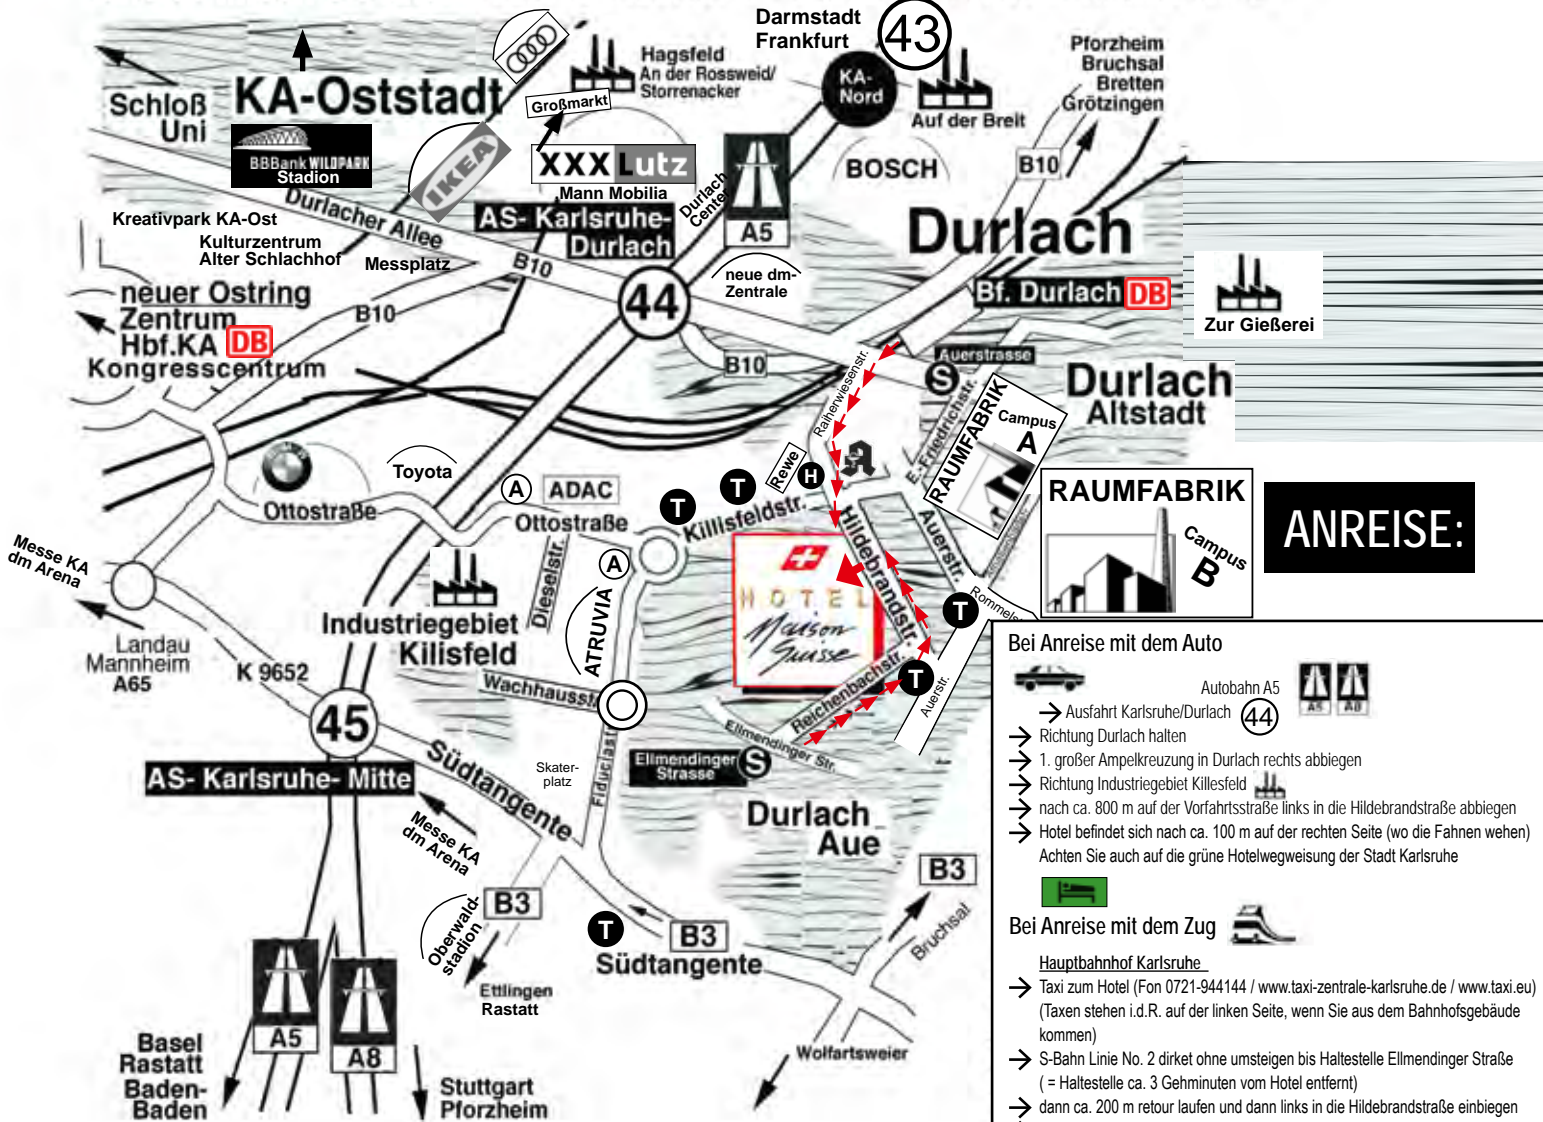 Darmstadt
Frankfurt
43
KA-
Nord
Hagsfeld
An der Rossweid/
Storrenacker
Großmarkt
Schloß
Uni
KA-Oststadt
BBBank WILDPARK
Stadion
IKEA
XXXLutz
Mann Mobilia
Auf der Breit
BOSCH
Pforzheim
Bruchsal
Bretten
Grötzingen
B10
Durlacher Allee
Kreativpark KA-Ost
Kulturzentrum
Alter Schlachhof
Messplatz
AS- Karlsruhe-
Durlach
Durlach
Center
A5
B10
44
neue dm-
Zentrale
Durlach
Bf. Durlach DB
Zur Gießerei
neuer Ostring
Zentrum
Hbf.KA DB
Kongresscentrum
B10
B10
Auerstrasse
S
Durlach
Altstadt
Raiherwiesenstr.
E.-Friedrichstr.
RAUMFABRIK
Campus
A
Rewe
H
A
RAUMFABRIK
Campus
B
ANREISE:
Toyota
A
ADAC
Ottostraße
Ottostraße
T
T
Killisfeldstr.
Hildebrandstr.
Auerstr.
Messe KA
dm Arena
Landau
Mannheim
A65
K 9652
Industriegebiet
Kilisfeld
Dieselstr.
A
ATRUVIA
Wachhausstr
HOTEL
Maison
Suisse
T
T
Reichenbachstr.
Auerstr.
Ellmendinger Str.
Ellmendinger
Strasse
S
45
AS- Karlsruhe- Mitte
Südtangente
Skater-
platz
Messe KA
dm Arena
Durlach
Aue
B3
Oberwald-
stadion
B3
T
B3
Südtangente
Bruchsal
Ettlingen
Rastatt
Wolfartsweier
A5
A8
Basel
Rastatt
Baden-
Baden
Stuttgart
Pforzheim
Bei Anreise mit dem Auto
Autobahn A5
A5 A8
→ Ausfahrt Karlsruhe/Durlach 44
→ Richtung Durlach halten
→ 1. großer Ampelkreuzung in Durlach rechts abbiegen
→ Richtung Industriegebiet Killesfeld
→ nach ca. 800 m auf der Vorfahrtsstraße links in die Hildebrandstraße abbiegen
→ Hotel befindet sich nach ca. 100 m auf der rechten Seite (wo die Fahnen wehen)
Achten Sie auch auf die grüne Hotelwegweisung der Stadt Karlsruhe
Bei Anreise mit dem Zug
Hauptbahnhof Karlsruhe
→ Taxi zum Hotel (Fon 0721-944144 / www.taxi-zentrale-karlsruhe.de / www.taxi.eu)
(Taxen stehen i.d.R. auf der linken Seite, wenn Sie aus dem Bahnhofsgebäude
kommen)
→ S-Bahn Linie No. 2 dirket ohne umsteigen bis Haltestelle Ellmendinger Straße
( = Haltestelle ca. 3 Gehminuten vom Hotel entfernt)
→ dann ca. 200 m retour laufen und dann links in die Hildebrandstraße einbiegen